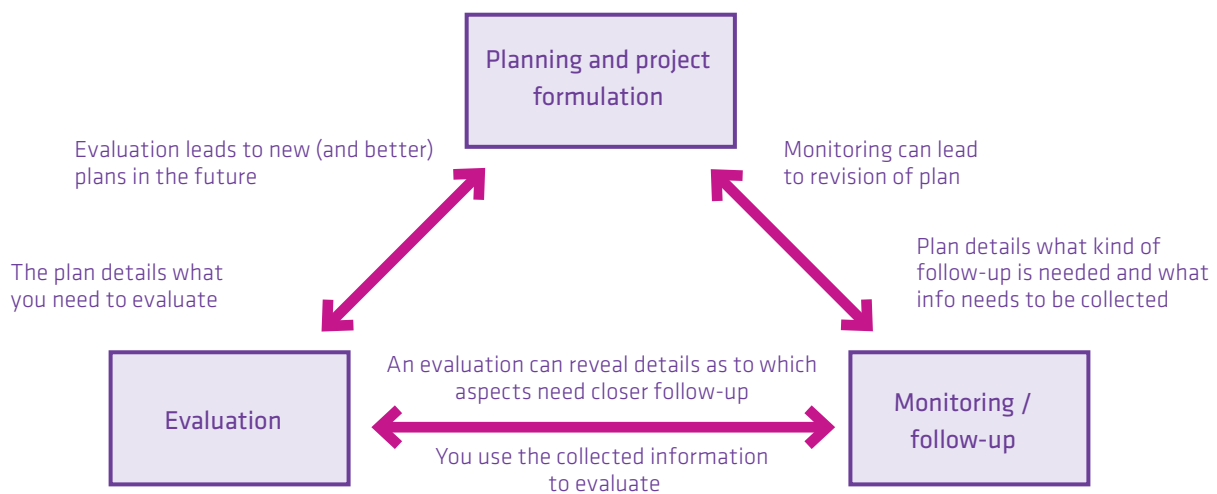 Planning and project
formulation
Evaluation leads to new (and better)
plans in the future
Monitoring can lead
to revision of plan
The plan details what
you need to evaluate
Plan details what kind of
follow-up is needed and what
info needs to be collected
Evaluation
An evaluation can reveal details as to which
aspects need closer follow-up
You use the collected information
to evaluate
Monitoring /
follow-up